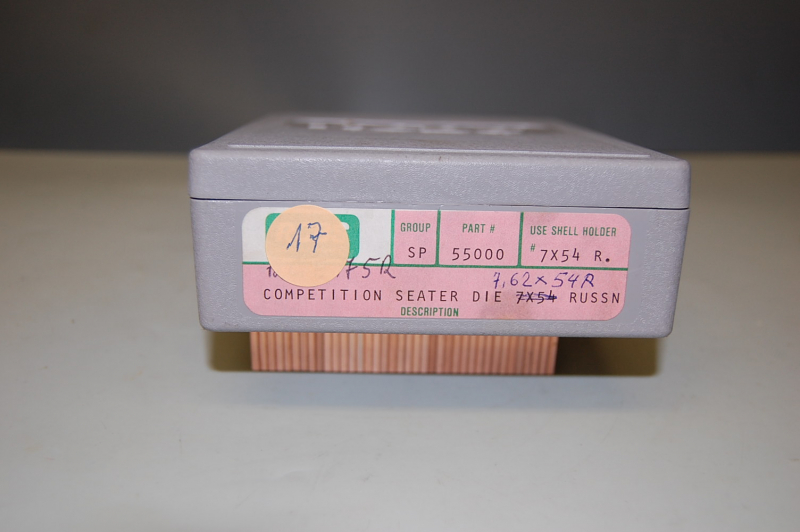 17
GROUP PART # USE SHELL HOLDER
SP 55000 # 7X54 R.
75R 7,62x54R
COMPETITION SEATER DIE 7X54 RUSSN
DESCRIPTION